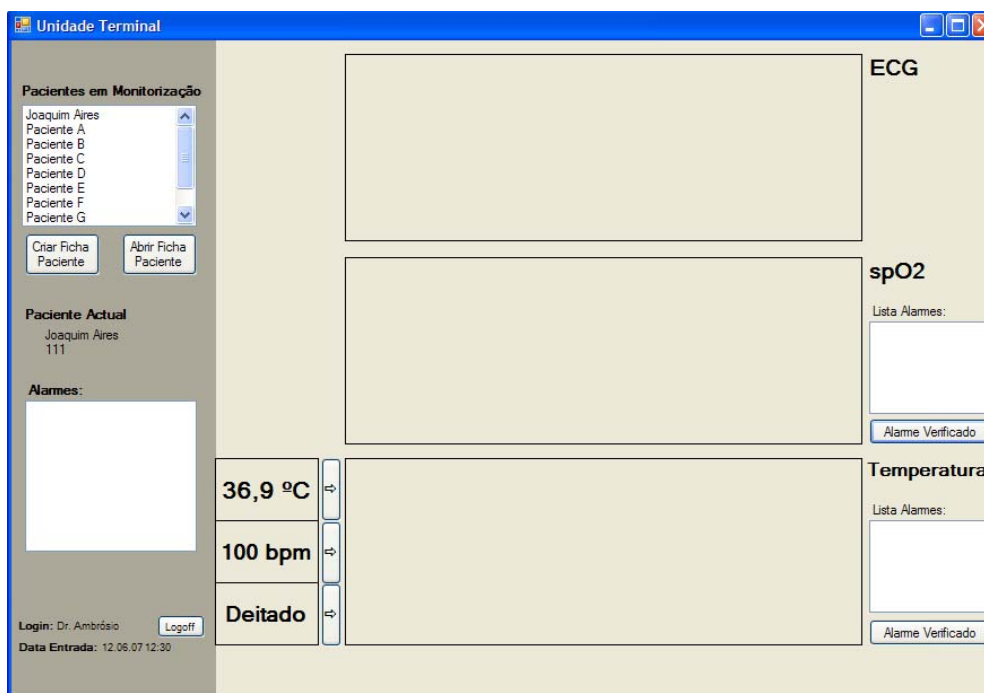 Unidade Terminal
Pacientes em Monitorização
Joaquim Aires
Paciente A
Paciente B
Paciente C
Paciente D
Paciente E
Paciente F
Paciente G
Criar Ficha
Paciente
Abrir Ficha
Paciente
Paciente Actual
Joaquim Aires
111
Alarmes:
Login: Dr. Ambrósio
Logoff
Data Entrada: 12.06.07 12:30
36,9 ºC
100 bpm
Deitado
ECG
spO2
Lista Alarmes:
Alarme Verificado
Temperatura
Lista Alarmes:
Alarme Verificado